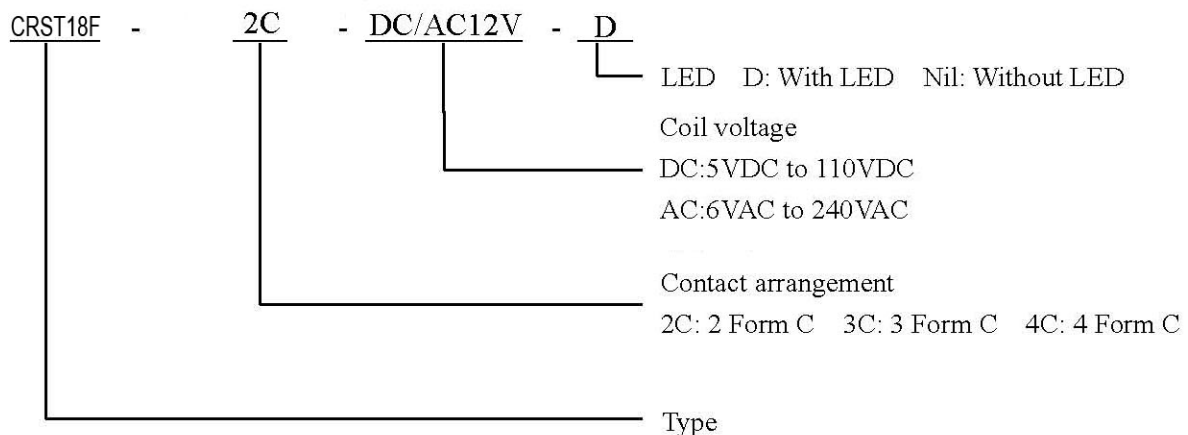 CRST18F - 2C - DC/AC12V - D
LED D: With LED Nil: Without LED
Coil voltage
DC:5VDC to 110VDC
AC:6VAC to 240VAC
Contact arrangement
2C: 2 Form C 3C: 3 Form C 4C: 4 Form C
Type